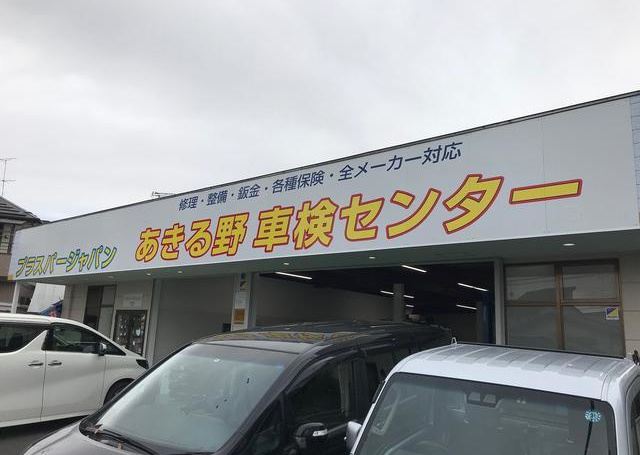 修理・整備・鈑金・各種保険・全メーカー対応
プラスパージャパン あきる野 車検センター